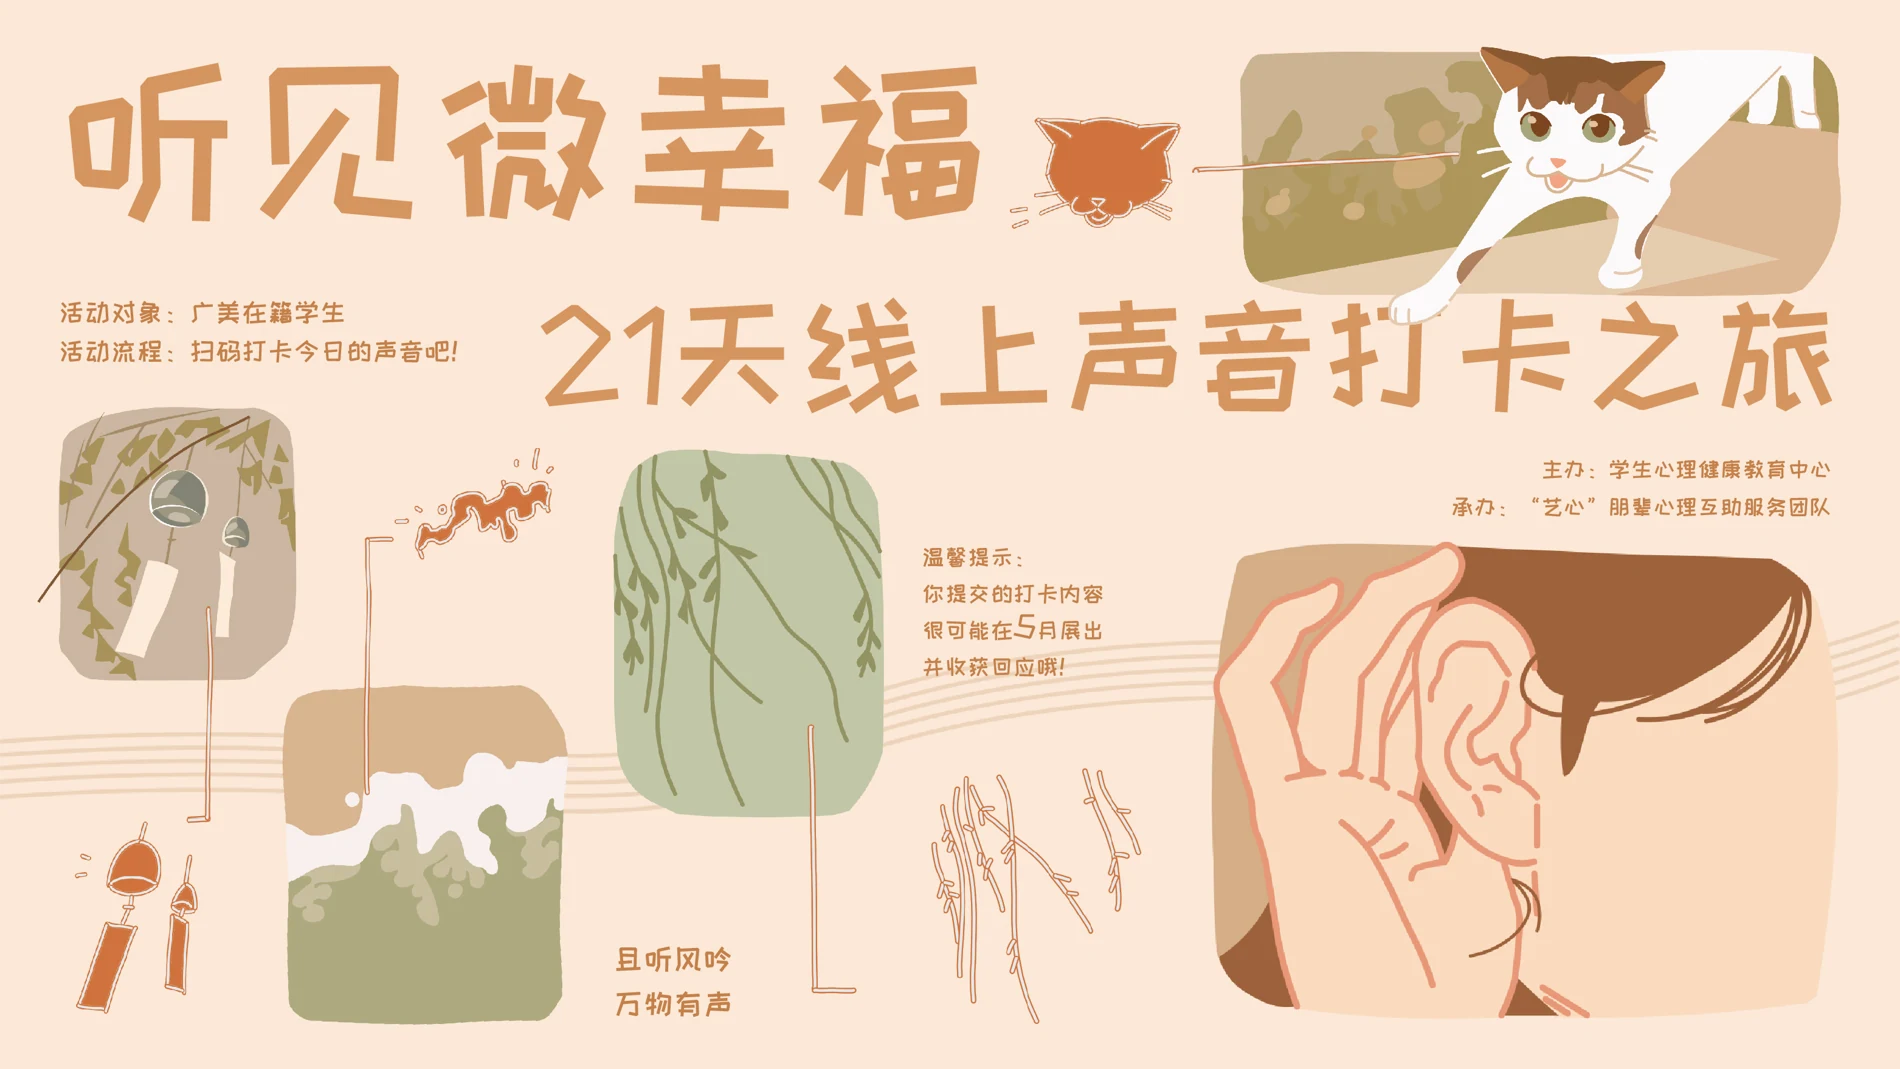 听见微幸福
21天线上声音打卡之旅
活动对象：广美在籍学生
活动流程：扫码打卡今日的声音吧！
主办：学生心理健康教育中心
承办：“艺心”朋辈心理互助服务团队
温馨提示：
你提交的打卡内容
很可能在5月展出
并收获回应哦！
且听风吟
万物有声